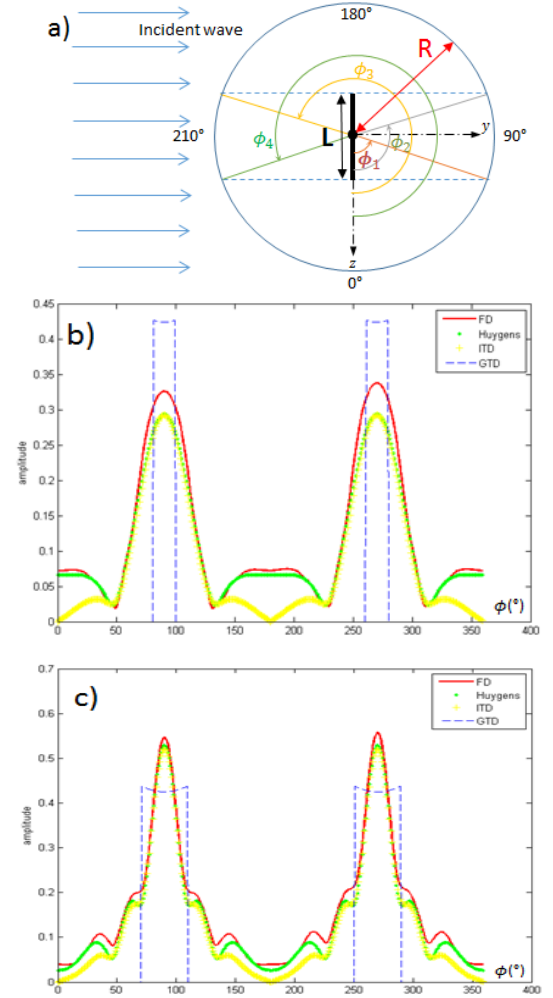 a)
Incident wave
180°
R
ϕ3
210°
ϕ4
L
ϕ2
ϕ1
y
90°
z
0°
b)
0.45
0.4
0.35
0.3
0.25
0.2
0.15
0.1
0.05
0
amplitude
FD
Huygens
ITD
GTD
ϕ(°)
0 50 100 150 200 250 300 350 400
c)
0.7
0.6
0.5
0.4
0.3
0.2
0.1
0
amplitude
FD
Huygens
ITD
GTD
ϕ(°)
0 50 100 150 200 250 300 350 400